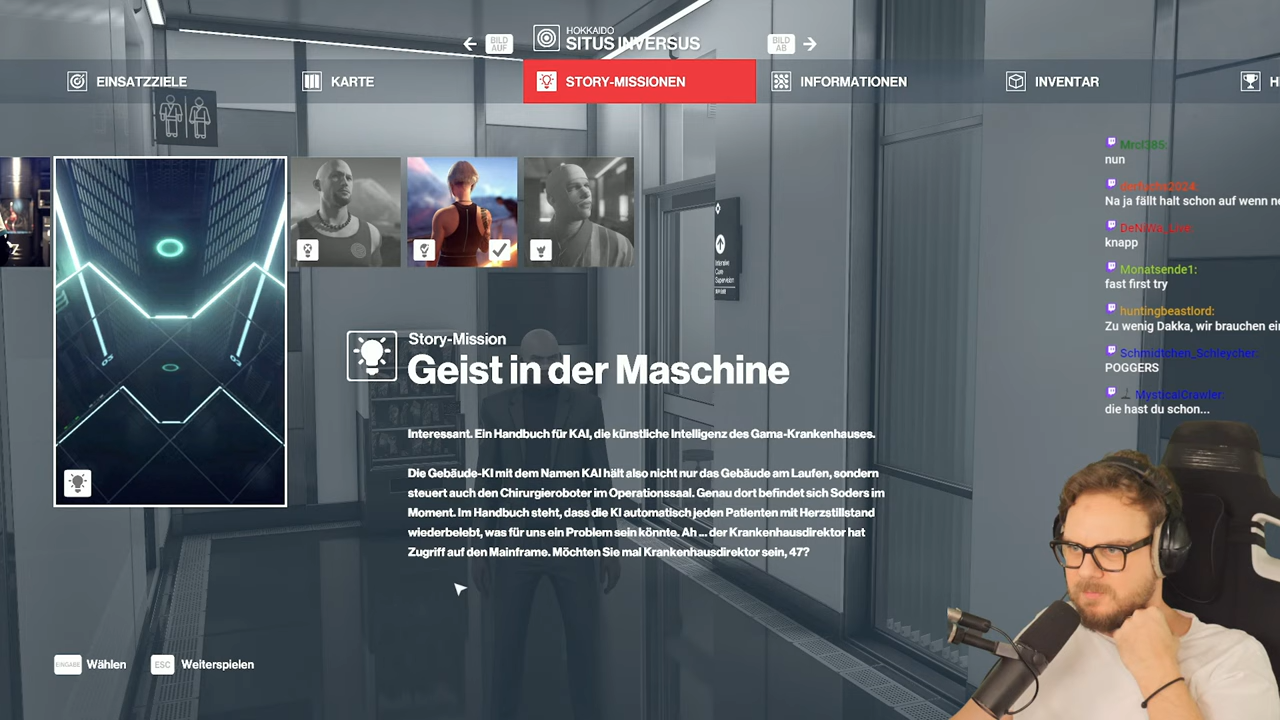 BILD AUF
HOKKAIDO
SITUS INVERSUS
BILD AB
EINSATZZIELE
KARTE
STORY-MISSIONEN
INFORMATIONEN
INVENTAR
H
nun
Na ja fällt halt schon auf wenn
DeNiWa_Live:
knapp
Monatsende1:
fast first try
huntingbeastlord:
Zu wenig Dakka, wir brauchen
Schmidtchen_Schleycher:
POGGERS
MysticalCrawler:
die hast du schon...
Intensive
Care
Supervision
Story-Mission
Geist in der Maschine
Interessant. Ein Handbuch für KAI, die künstliche Intelligenz des Gama-Krankenhauses.
Die Gebäude-KI mit dem Namen KAI hält also nicht nur das Gebäude am Laufen, sondern
steuert auch den Chirurgieroboter im Operationssaal. Genau dort befindet sich Soders im
Moment. Im Handbuch steht, dass die KI automatisch jeden Patienten mit Herzstillstand
wiederbelebt, was für uns ein Problem sein könnte. Ah ... der Krankenhausdirektor hat
Zugriff auf den Mainframe. Möchten Sie mal Krankenhausdirektor sein, 47?
EINGABE Wählen
ESC Weiterspielen